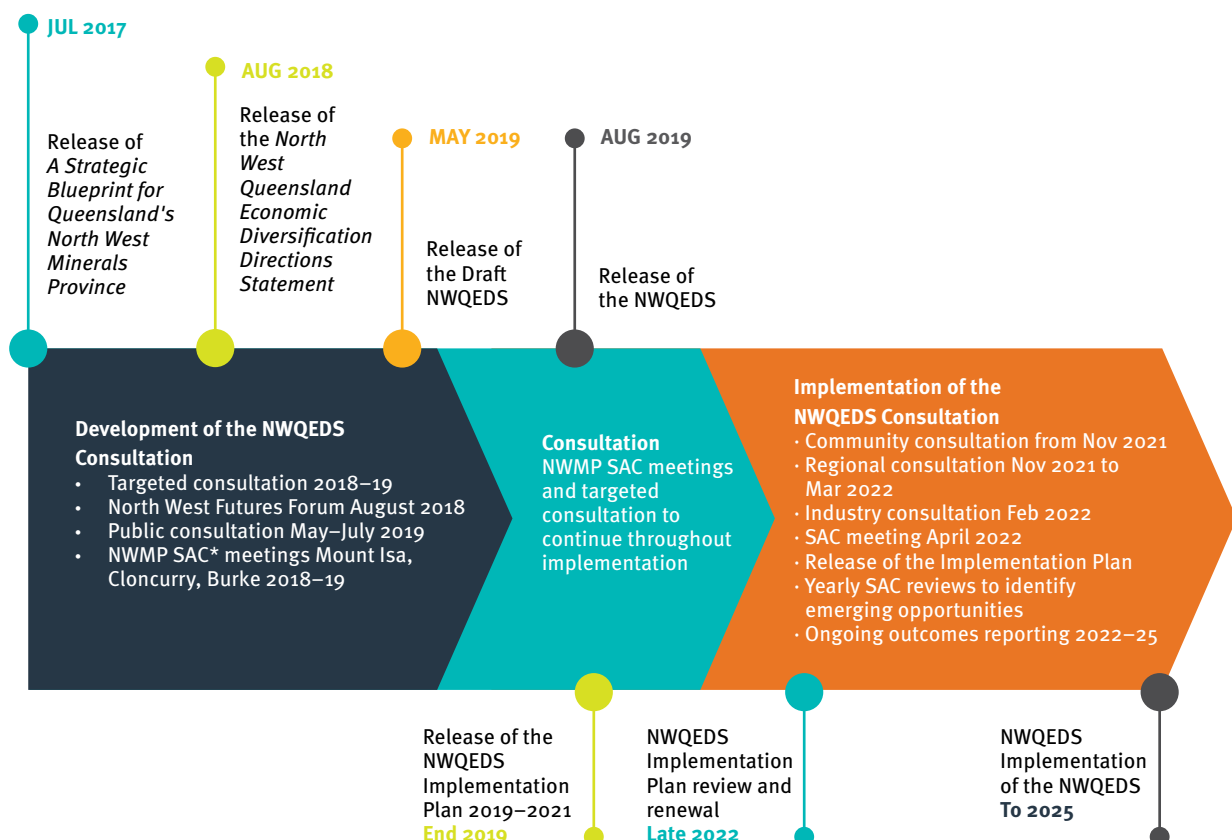 JUL 2017
Release of
A Strategic
Blueprint for
Queensland's
North West
Minerals
Province
AUG 2018
Release of
the North
West
Queensland
Economic
Diversification
Directions
Statement
MAY 2019
Release of
the Draft
NWQEDS
AUG 2019
Release of
the NWQEDS
Development of the NWQEDS
Consultation
• Targeted consultation 2018–19
• North West Futures Forum August 2018
• Public consultation May–July 2019
• NWMP SAC* meetings Mount Isa,
Cloncurry, Burke 2018–19
Consultation
NWMP SAC meetings
and targeted
consultation to
continue throughout
implementation
Implementation of the
NWQEDS Consultation
· Community consultation from Nov 2021
· Regional consultation Nov 2021 to
Mar 2022
· Industry consultation Feb 2022
· SAC meeting April 2022
· Release of the Implementation Plan
· Yearly SAC reviews to identify
emerging opportunities
· Ongoing outcomes reporting 2022–25
Release of the
NWQEDS
Implementation
Plan 2019–2021
End 2019
NWQEDS
Implementation
Plan review and
renewal
Late 2022
NWQEDS
Implementation
of the NWQEDS
To 2025